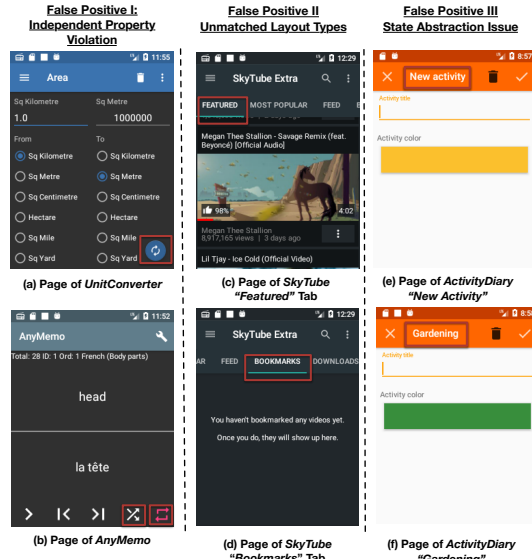 False Positive I:
Independent Property
Violation
False Positive II
Unmatched Layout Types
False Positive III
State Abstraction Issue
11:55
Area
Sq Kilometre
Sq Metre
1.0
1000000
From
To
Sq Kilometre
Sq Kilometre
Sq Metre
Sq Metre
Sq Centimetre
Sq Centimetre
Hectare
Hectare
Sq Mile
Sq Mile
Sq Yard
Sq Yard
(a) Page of UnitConverter
11:52
AnyMemo
Total: 28 ID: 1 Ord: 1 French (Body parts)
head
la tête
(b) Page of AnyMemo
12:29
SkyTube Extra
FEATURED
MOST POPULAR
FEED
Megan Thee Stallion - Savage Remix (feat.
Beyoncé) [Official Audio]
98%
4:02
Megan Thee Stallion
8,917,165 views | 3 days ago
Lil Tjay - Ice Cold (Official Video)
(c) Page of SkyTube
"Featured" Tab
12:29
SkyTube Extra
AR
FEED
BOOKMARKS
DOWNLOADS
You haven't bookmarked any videos yet.
Once you do, they will show up here.
(d) Page of SkyTube
"Bookmarks" Tab
8:57
New activity
Activity title
Activity color
(e) Page of ActivityDiary
"New Activity"
Gardening
Activity title
Activity color
(f) Page of ActivityDiary
"Gardening"